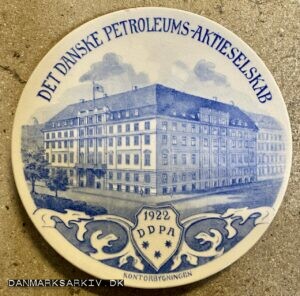 DET DANSKE PETROLEUMS-AKTIESELSKAB
1922
DDPA
KONTORBYGNINGEN
DANMARKSARKIV.DK